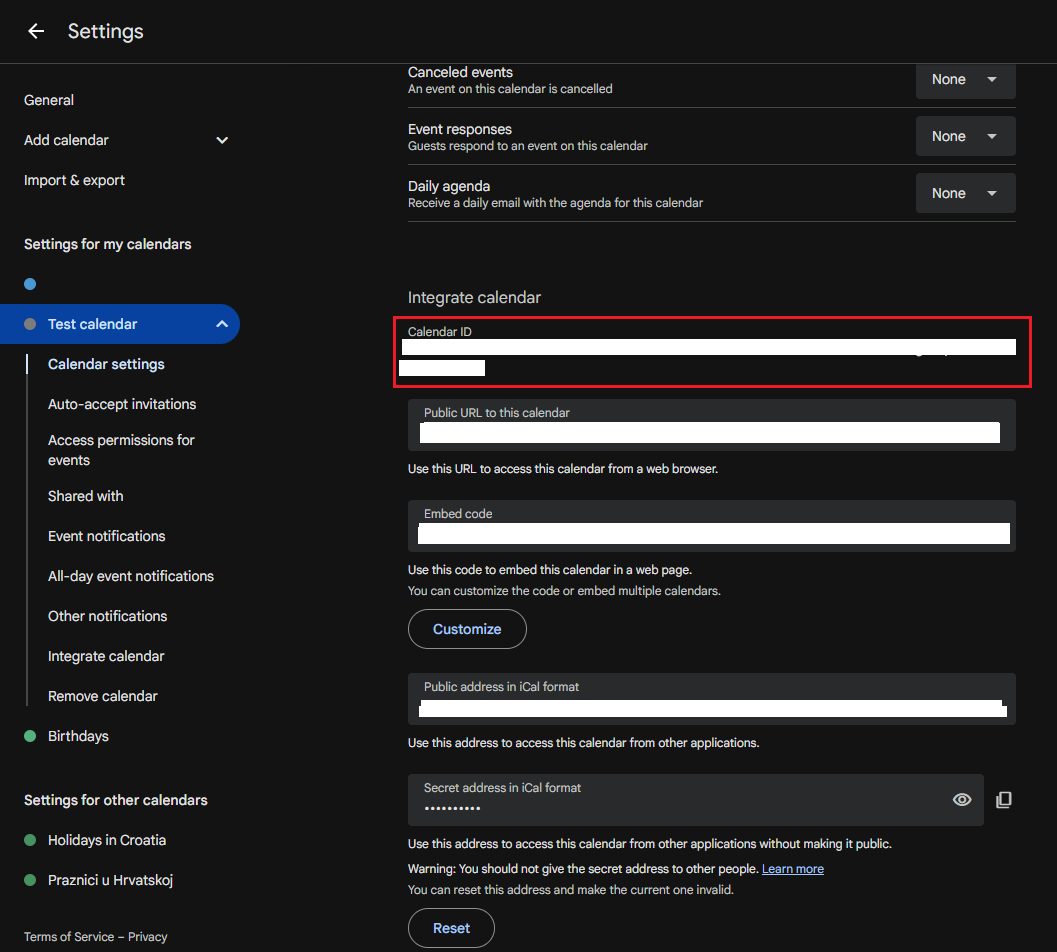 Settings
General
Add calendar
Import & export
Settings for my calendars
Test calendar
Calendar settings
Auto-accept invitations
Access permissions for
events
Shared with
Event notifications
All-day event notifications
Other notifications
Integrate calendar
Remove calendar
Birthdays
Settings for other calendars
Holidays in Croatia
Praznici u Hrvatskoj
Terms of Service – Privacy
Canceled events
An event on this calendar is cancelled
None
Event responses
Guests respond to an event on this calendar
None
Daily agenda
Receive a daily email with the agenda for this calendar
None
Integrate calendar
Calendar ID
Public URL to this calendar
Use this URL to access this calendar from a web browser.
Embed code
Use this code to embed this calendar in a web page.
You can customize the code or embed multiple calendars.
Customize
Public address in iCal format
Use this address to access this calendar from other applications.
Secret address in iCal format
••••••••••
Use this address to access this calendar from other applications without making it public.
Warning: You should not give the secret address to other people. Learn more
You can reset this address and make the current one invalid.
Reset